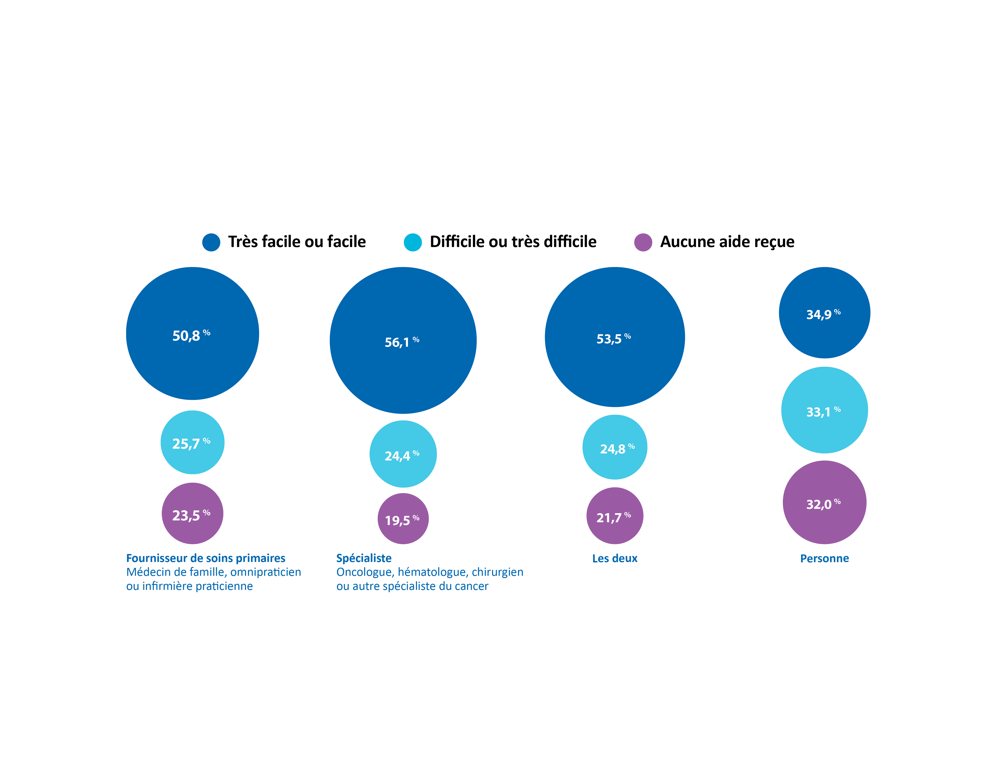 Très facile ou facile
Difficile ou très difficile
Aucune aide reçue
50,8 %
25,7 %
23,5 %
Fournisseur de soins primaires
Médecin de famille, omnipraticien
ou infirmière praticienne
56,1 %
24,4 %
19,5 %
Spécialiste
Oncologue, hématologue, chirurgien
ou autre spécialiste du cancer
53,5 %
24,8 %
21,7 %
Les deux
34,9 %
33,1 %
32,0 %
Personne